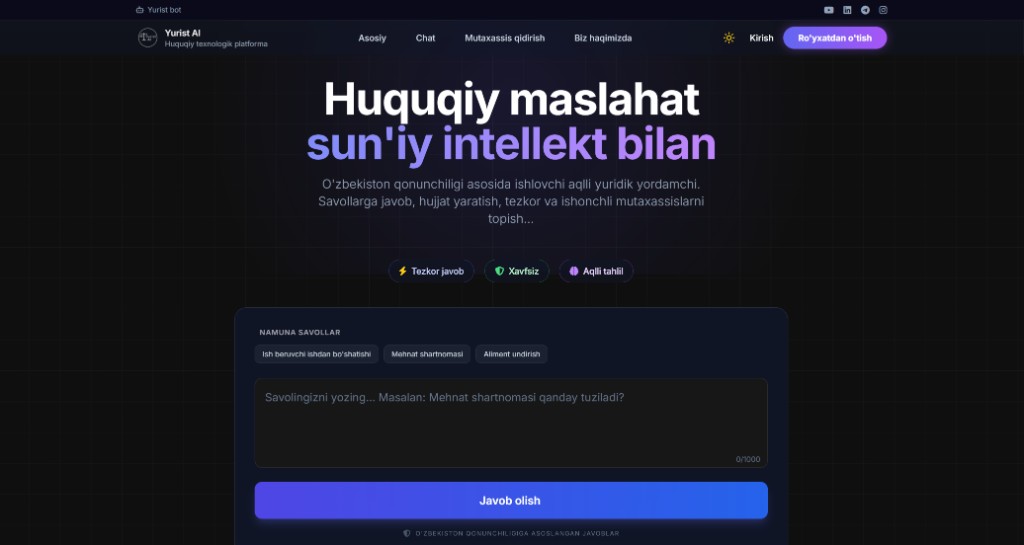 Yurist bot
Yurist AI
Huquqiy texnologik platforma
Asosiy
Chat
Mutaxassis qidirish
Biz haqimizda
Kirish
Ro'yxatdan o'tish
Huquqiy maslahat
sun'iy intellekt bilan
O'zbekiston qonunchiligi asosida ishlovchi aqlli yuridik yordamchi.
Savollarga javob, hujjat yaratish, tezkor va ishonchli mutaxassislarni
topish...
Tezkor javob
Xavfsiz
Aqlli tahlil
NAMUNA SAVOLLAR
Ish beruvchi ishdan bo'shatishi
Mehnat shartnomasi
Aliment undirish
Savolingizni yozing... Masalan: Mehnat shartnomasi qanday tuziladi?
0/1000
Javob olish
O'ZBEKISTON QONUNCHILIGIGA ASOSLANGAN JAVOBLAR